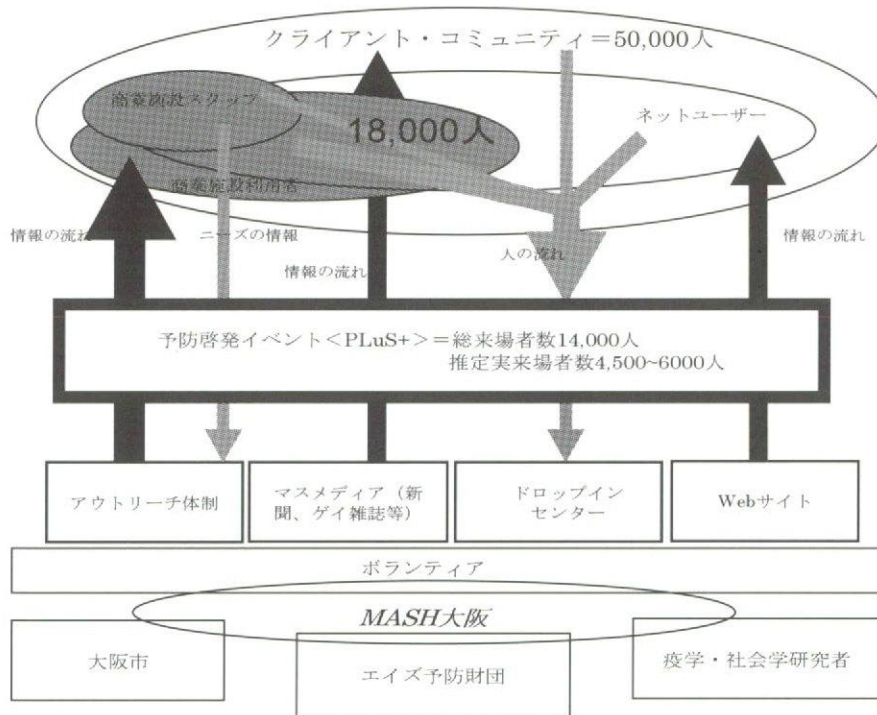 クライアント・コミュニティ＝50,000人
商業施設スタッフ
18,000人
ネットユーザー
商業施設利用者
情報の流れ
ニーズの情報
情報の流れ
人の流れ
情報の流れ
予防啓発イベント＜PLuS+＞＝総来場者数14,000人
推定実来場者数4,500~6000人
アウトリーチ体制
マスメディア（新
聞、ゲイ雑誌等）
ドロップイン
センター
Webサイト
ボランティア
MASH大阪
大阪市
エイズ予防財団
疫学・社会学研究者